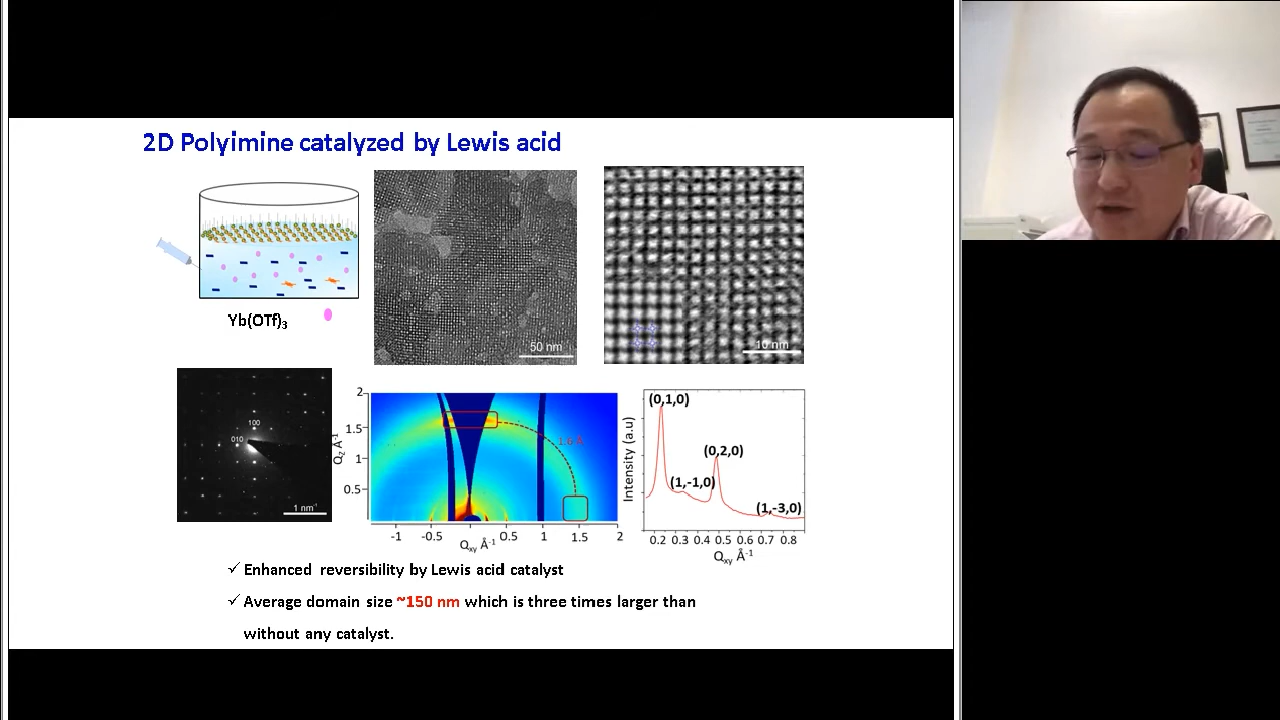 2D Polyimine catalyzed by Lewis acid
Yb(OTf)₃
50 nm
10 nm
100
010
1 nm⁻¹
2
1.5
1
0.5
Qz Å⁻¹
-1 -0.5 0.5 1 1.5 2
Qxy Å⁻¹
Intensity (a.u)
(0,1,0)
(0,2,0)
(1,-1,0)
(1,-3,0)
0.2 0.3 0.4 0.5 0.6 0.7 0.8
Qxy Å⁻¹
✓ Enhanced reversibility by Lewis acid catalyst
✓ Average domain size ~150 nm which is three times larger than
without any catalyst.